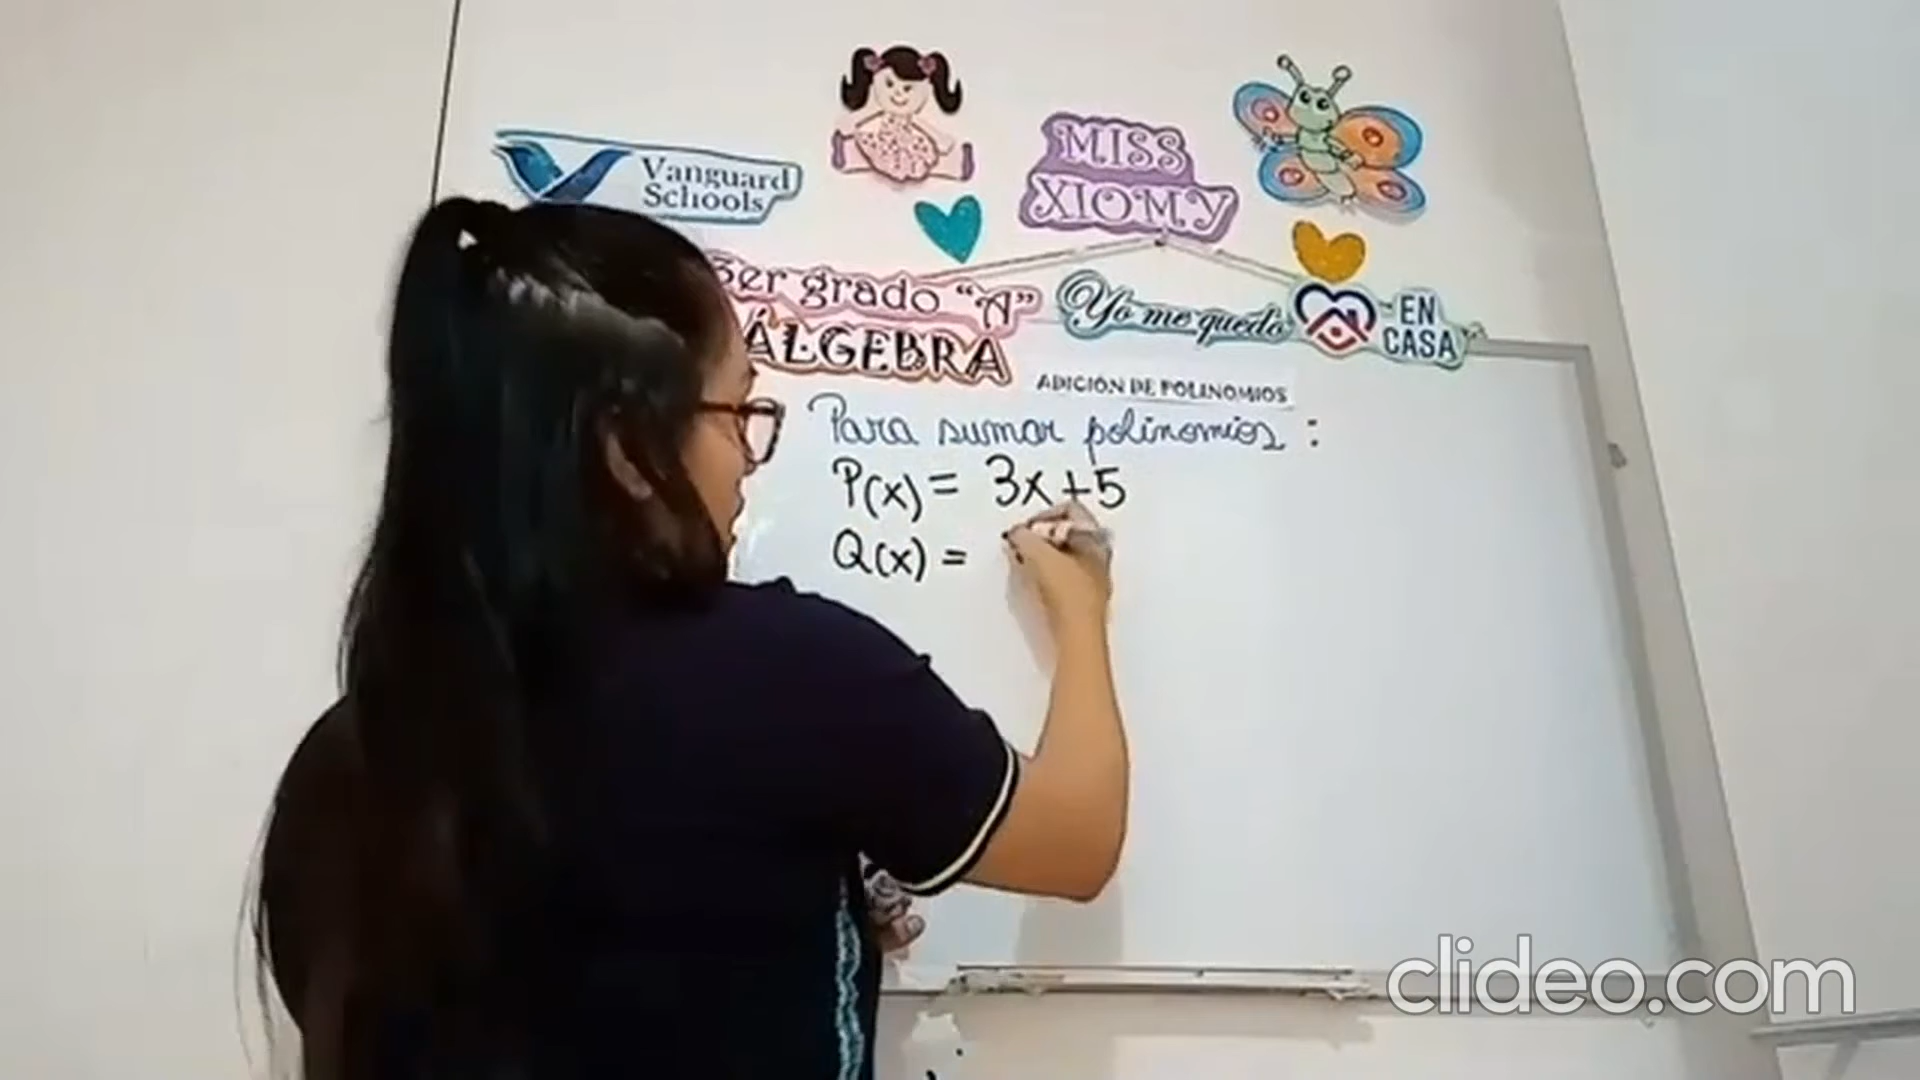 Vanguard
Schools
MISS
XIOMY
3er grado "A"
ÁLGEBRA
Yo me quedo
EN
CASA
ADICIÓN DE POLINOMIOS
Para sumar polinomios :
P(x) = 3x+5
Q(x) =
clideo.com